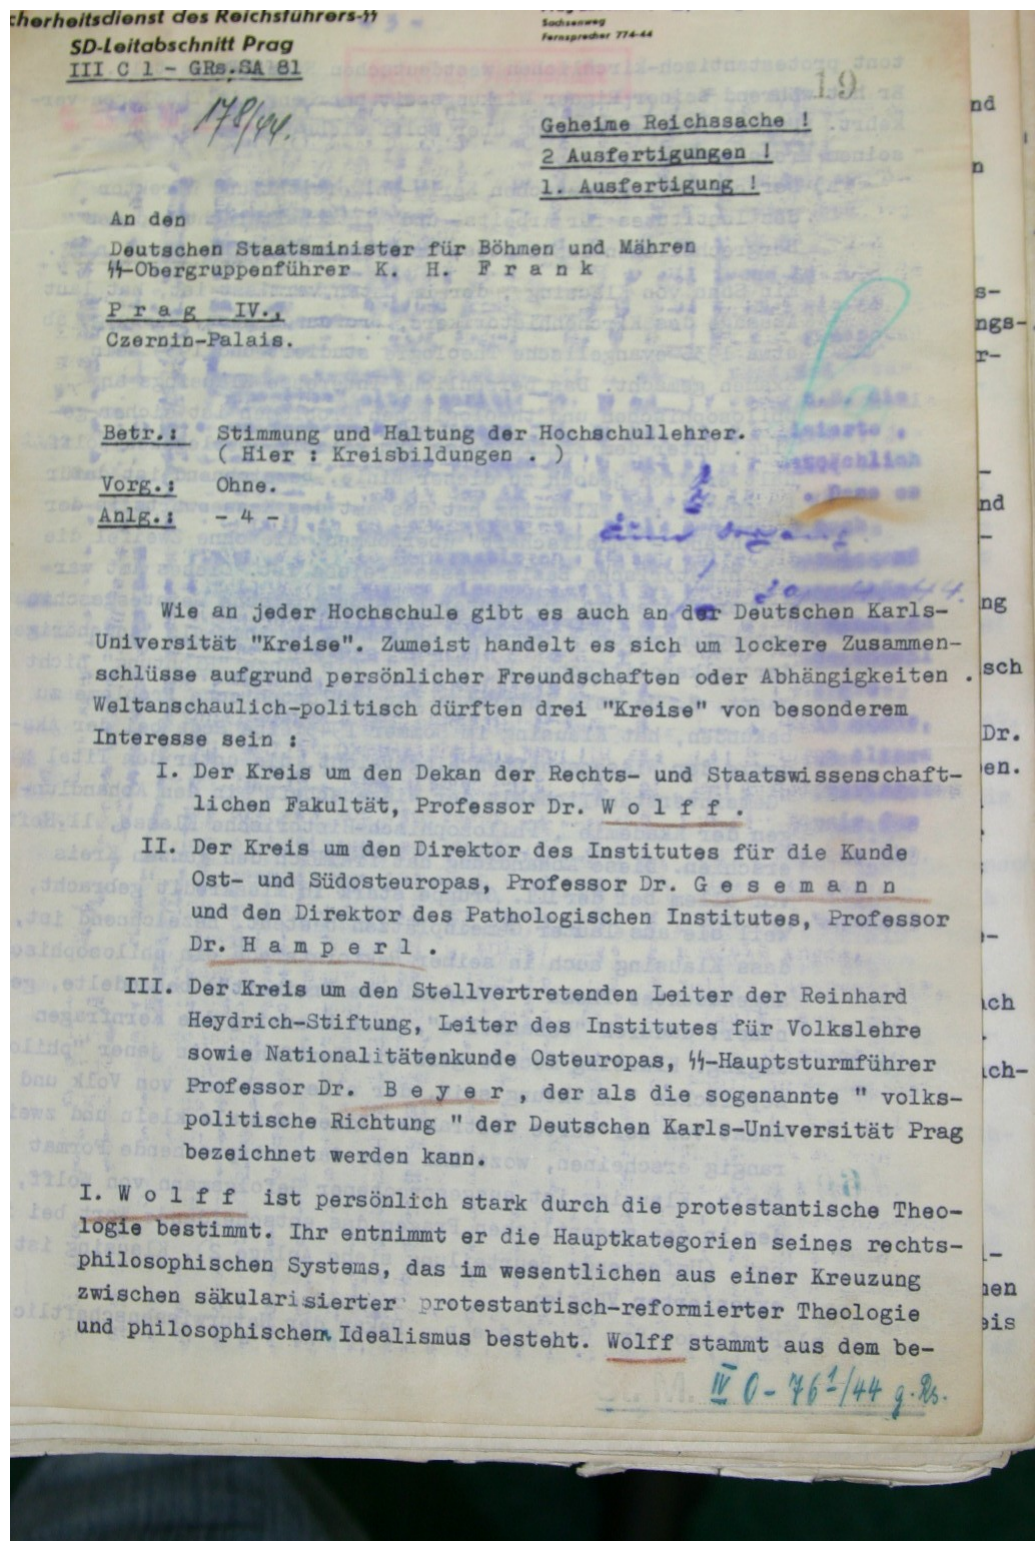 cherheitsdienst des Reichsführers-SS
SD-Leitabschnitt Prag
Sachsenweg
Fernsprecher 774-44
III C 1 - GRs.SA 81
19
178/44.
Geheime Reichssache !
2 Ausfertigungen !
1. Ausfertigung !
An den
Deutschen Staatsminister für Böhmen und Mähren
SS-Obergruppenführer K. H. F r a n k
P r a g IV.,
Czernin-Palais.
Betr.: Stimmung und Haltung der Hochschullehrer.
( Hier : Kreisbildungen . )
Vorg.: Ohne.
Anlg.: - 4 -
Wie an jeder Hochschule gibt es auch an der Deutschen Karls-
Universität "Kreise". Zumeist handelt es sich um lockere Zusammen-
schlüsse aufgrund persönlicher Freundschaften oder Abhängigkeiten .
Weltanschaulich-politisch dürften drei "Kreise" von besonderem
Interesse sein :
I. Der Kreis um den Dekan der Rechts- und Staatswissenschaft-
lichen Fakultät, Professor Dr. W o l f f .
II. Der Kreis um den Direktor des Institutes für die Kunde
Ost- und Südosteuropas, Professor Dr. G e s e m a n n
und den Direktor des Pathologischen Institutes, Professor
Dr. H a m p e r l .
III. Der Kreis um den Stellvertretenden Leiter der Reinhard
Heydrich-Stiftung, Leiter des Institutes für Volkslehre
sowie Nationalitätenkunde Osteuropas, SS-Hauptsturmführer
Professor Dr. B e y e r , der als die sogenannte " volks-
politische Richtung " der Deutschen Karls-Universität Prag
bezeichnet werden kann.
I. W o l f f ist persönlich stark durch die protestantische Theo-
logie bestimmt. Ihr entnimmt er die Hauptkategorien seines rechts-
philosophischen Systems, das im wesentlichen aus einer Kreuzung
zwischen säkularisierter protestantisch-reformierter Theologie
und philosophischem Idealismus besteht. Wolff stammt aus dem be-
St. M. IV O - 76 1/44 g. Rs.